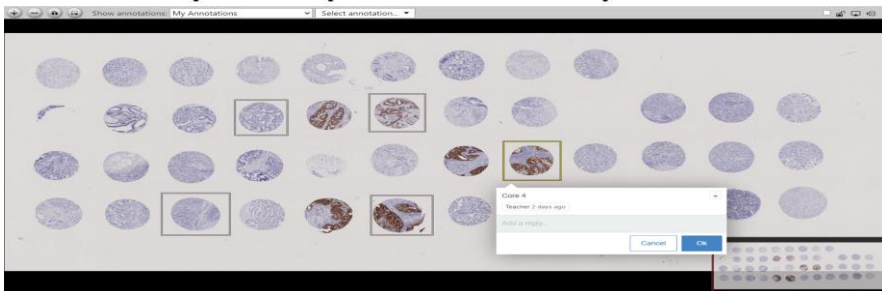 Show annotations: My Annotations Select annotation...
Core 4
Teacher 2 days ago
Add a reply...
Cancel Ok